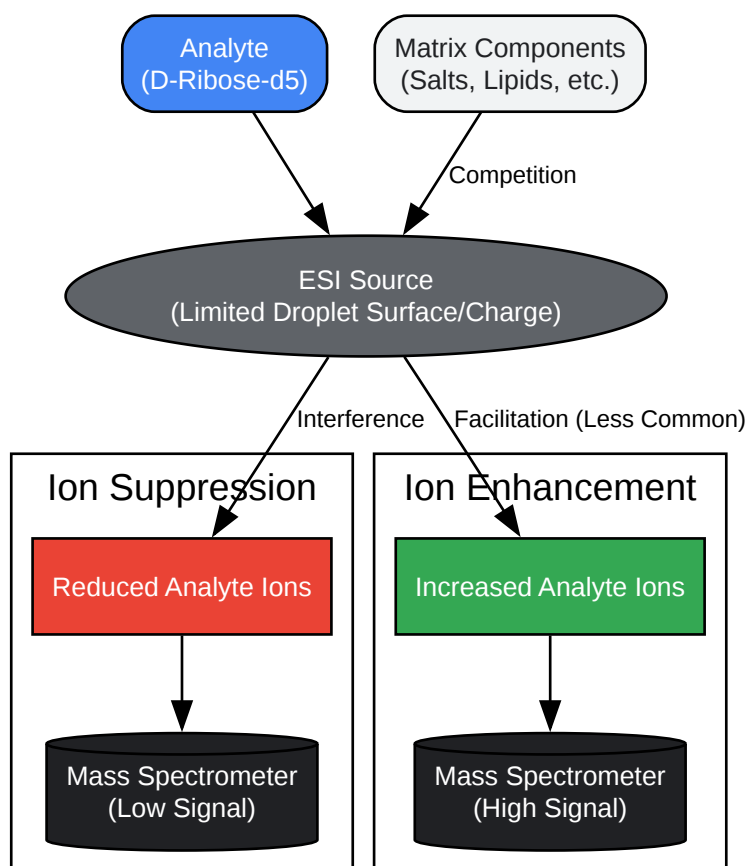 Analyte
(D-Ribose-d5)
Matrix Components
(Salts, Lipids, etc.)
Competition
ESI Source
(Limited Droplet Surface/Charge)
Interference
Facilitation (Less Common)
Ion Suppression
Reduced Analyte Ions
Mass Spectrometer
(Low Signal)
Ion Enhancement
Increased Analyte Ions
Mass Spectrometer
(High Signal)